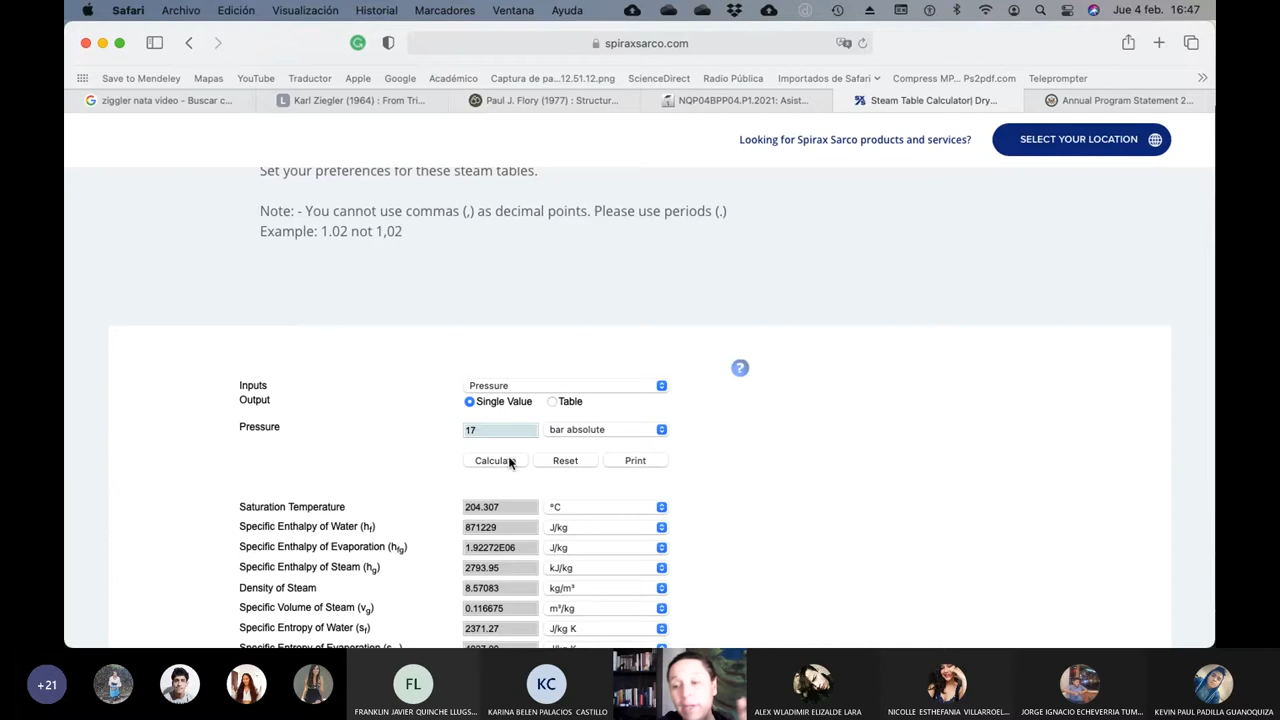 Safari Archivo Edición Visualización Historial Marcadores Ventana Ayuda Jue 4 feb. 16:47
spiraxsarco.com
Save to Mendeley Mapas YouTube Traductor Apple Google Académico Captura de pa...12.51.12.png ScienceDirect Radio Pública Importados de Safari Compress MP... Ps2pdf.com Teleprompter
ziggler nata video - Buscar c... Karl Ziegler (1964) : From Tri... Paul J. Flory (1977) : Structur... NQP04BPP04.P1.2021: Asist... Steam Table Calculator| Dry... Annual Program Statement 2...
Looking for Spirax Sarco products and services? SELECT YOUR LOCATION
Set your preferences for these steam tables.
Note: - You cannot use commas (,) as decimal points. Please use periods (.)
Example: 1.02 not 1,02
?
Inputs Pressure
Output Single Value Table
Pressure 17 bar absolute
Calculate Reset Print
Saturation Temperature 204.307 °C
Specific Enthalpy of Water (hf) 871229 J/kg
Specific Enthalpy of Evaporation (hfg) 1.92272E06 J/kg
Specific Enthalpy of Steam (hg) 2793.95 kJ/kg
Density of Steam 8.57083 kg/m³
Specific Volume of Steam (vg) 0.116675 m³/kg
Specific Entropy of Water (sf) 2371.27 J/kg K
+21 FL KC
FRANKLIN JAVIER QUINCHE LLUGS... KARINA BELEN PALACIOS CASTILLO ALEX WLADIMIR ELIZALDE LARA NICOLLE ESTHEFANIA VILLARROEL... JORGE IGNACIO ECHEVERRIA TUM... KEVIN PAUL PADILLA GUANOQUIZA